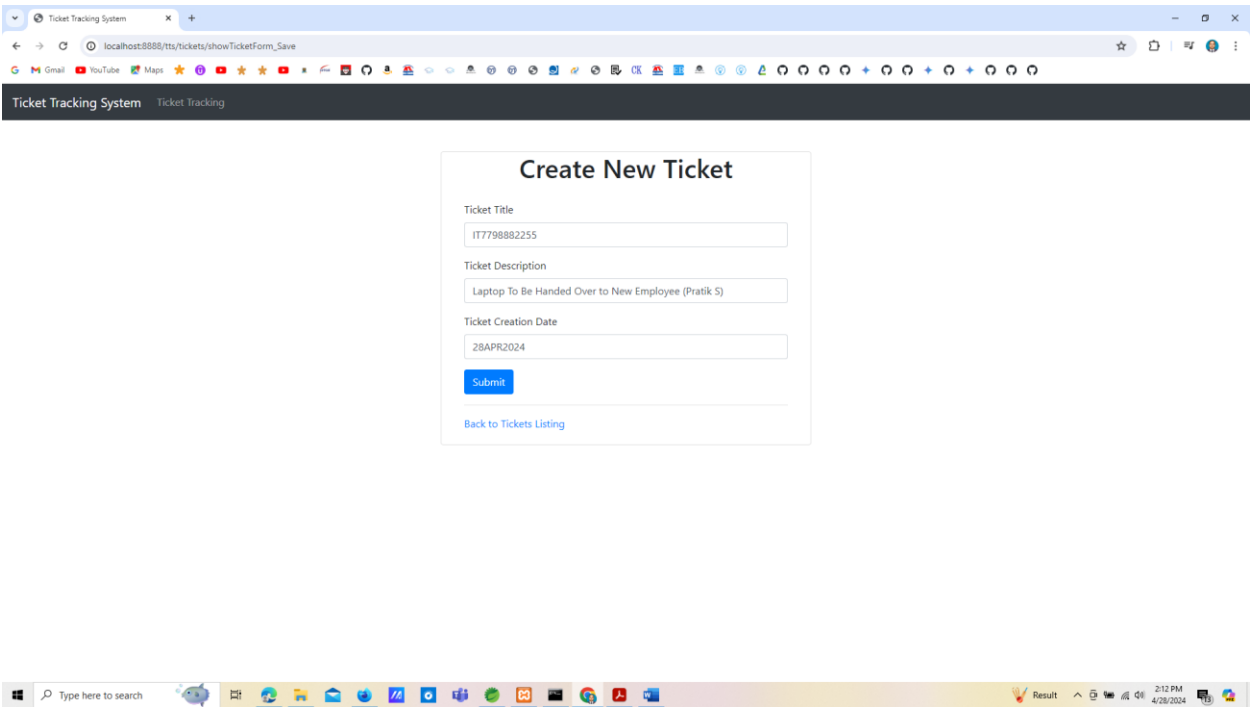 Ticket Tracking System
localhost:8888/tts/tickets/showTicketForm_Save
Gmail YouTube Maps CK
Ticket Tracking System Ticket Tracking
Create New Ticket
Ticket Title
IT7798882255
Ticket Description
Laptop To Be Handed Over to New Employee (Pratik S)
Ticket Creation Date
28APR2024
Submit
Back to Tickets Listing
Type here to search
Result
2:12 PM
4/28/2024